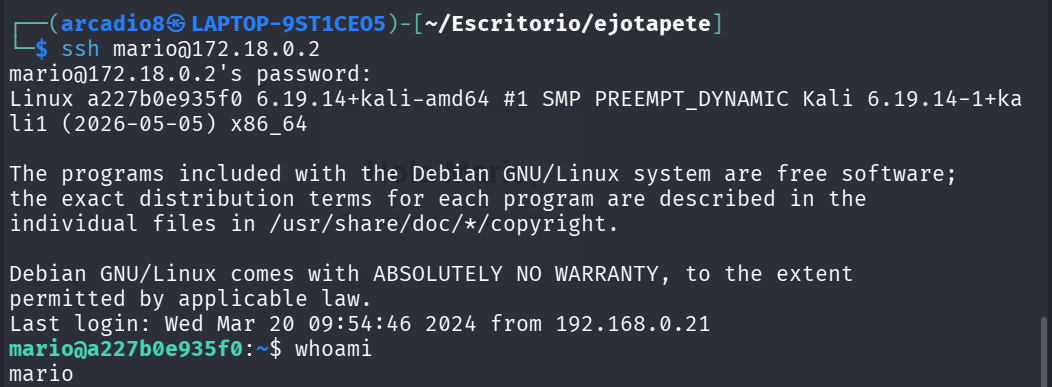 ┌──(arcadio8㉿LAPTOP-9ST1CEO5)-[~/Escritorio/ejotapete]
└─$ ssh mario@172.18.0.2
mario@172.18.0.2's password:
Linux a227b0e935f0 6.19.14+kali-amd64 #1 SMP PREEMPT_DYNAMIC Kali 6.19.14-1+ka
li1 (2026-05-05) x86_64

The programs included with the Debian GNU/Linux system are free software;
the exact distribution terms for each program are described in the
individual files in /usr/share/doc/*/copyright.

Debian GNU/Linux comes with ABSOLUTELY NO WARRANTY, to the extent
permitted by applicable law.
Last login: Wed Mar 20 09:54:46 2024 from 192.168.0.21
mario@a227b0e935f0:~$ whoami
mario